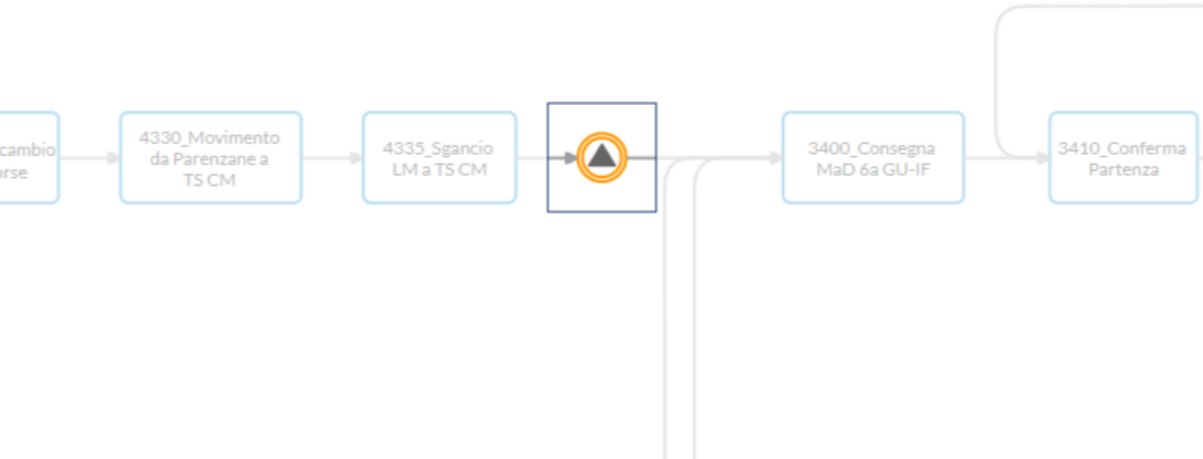 cambio
orse
4330_Movimento
da Parenzane a
TS CM
4335_Sgancio
LM a TS CM
3400_Consegna
MaD 6a GU-IF
3410_Conferma
Partenza